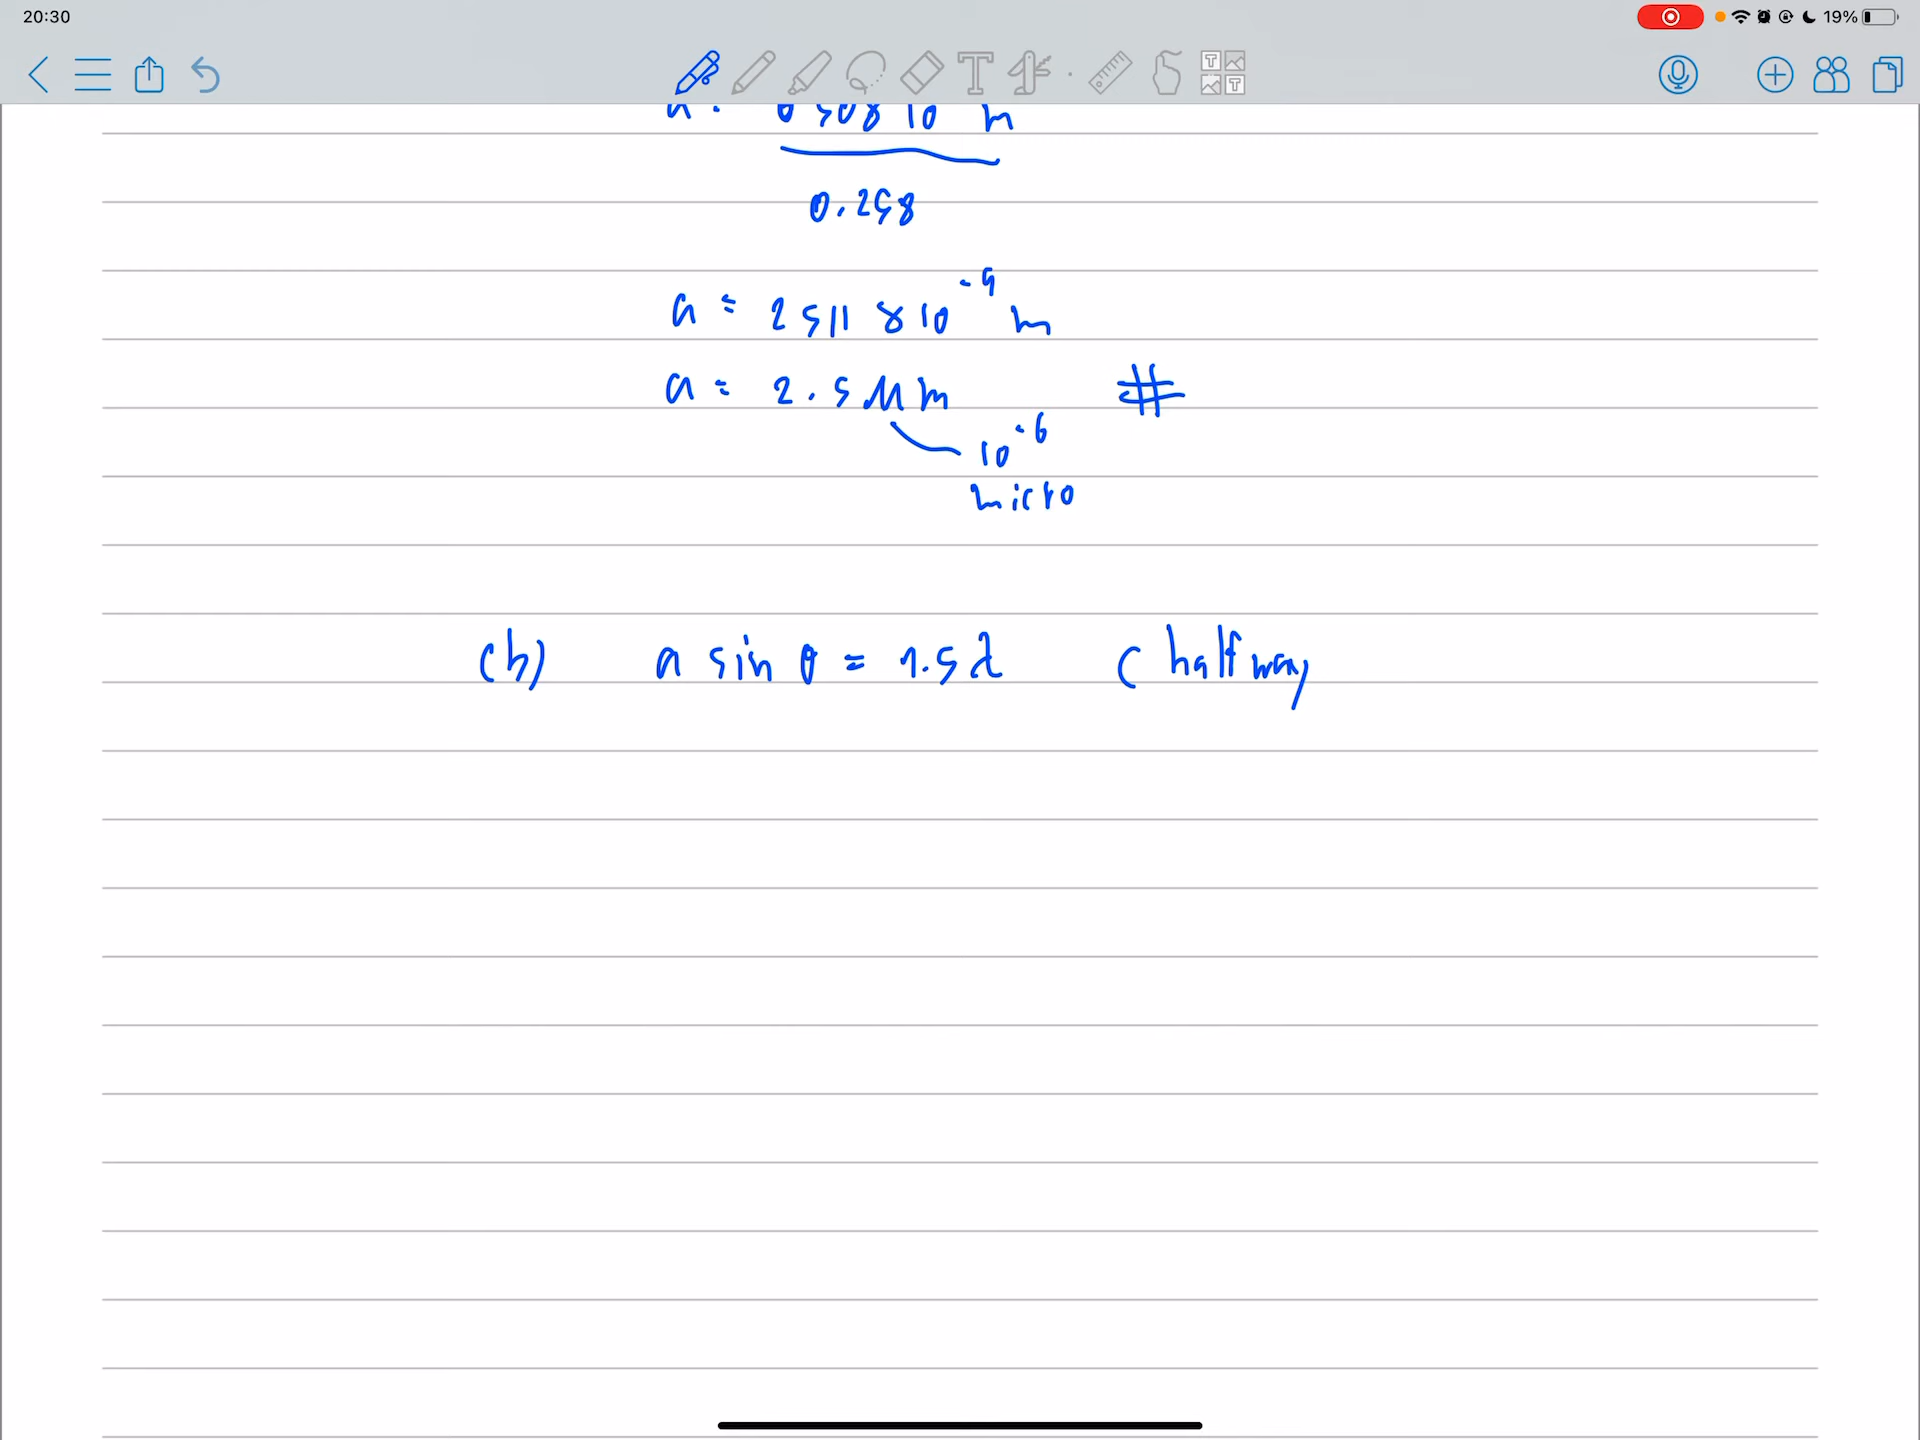 20:30
19%
0.258
a = 2511 × 10⁻⁹ m
a = 2.5 μm #
10⁻⁶
micro
(b) a sin θ = 1.5λ ( halfway